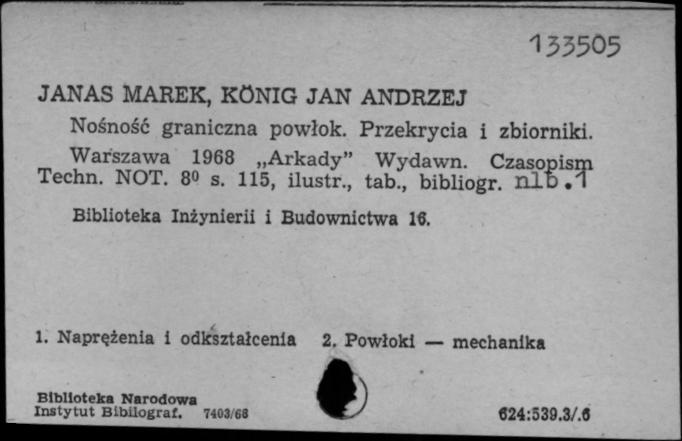 133505
JANAS MAREK, KÖNIG JAN ANDRZEJ
Nośność graniczna powłok. Przekrycia i zbiorniki.
Warszawa 1968 „Arkady” Wydawn. Czasopism
Techn. NOT. 8⁰ s. 115, ilustr., tab., bibliogr. nlb.1
Biblioteka Inżynierii i Budownictwa 16.
1. Naprężenia i odkształcenia 2. Powłoki — mechanika
Biblioteka Narodowa
Instytut Bibliograf. 7403/68 624:539.3/.6